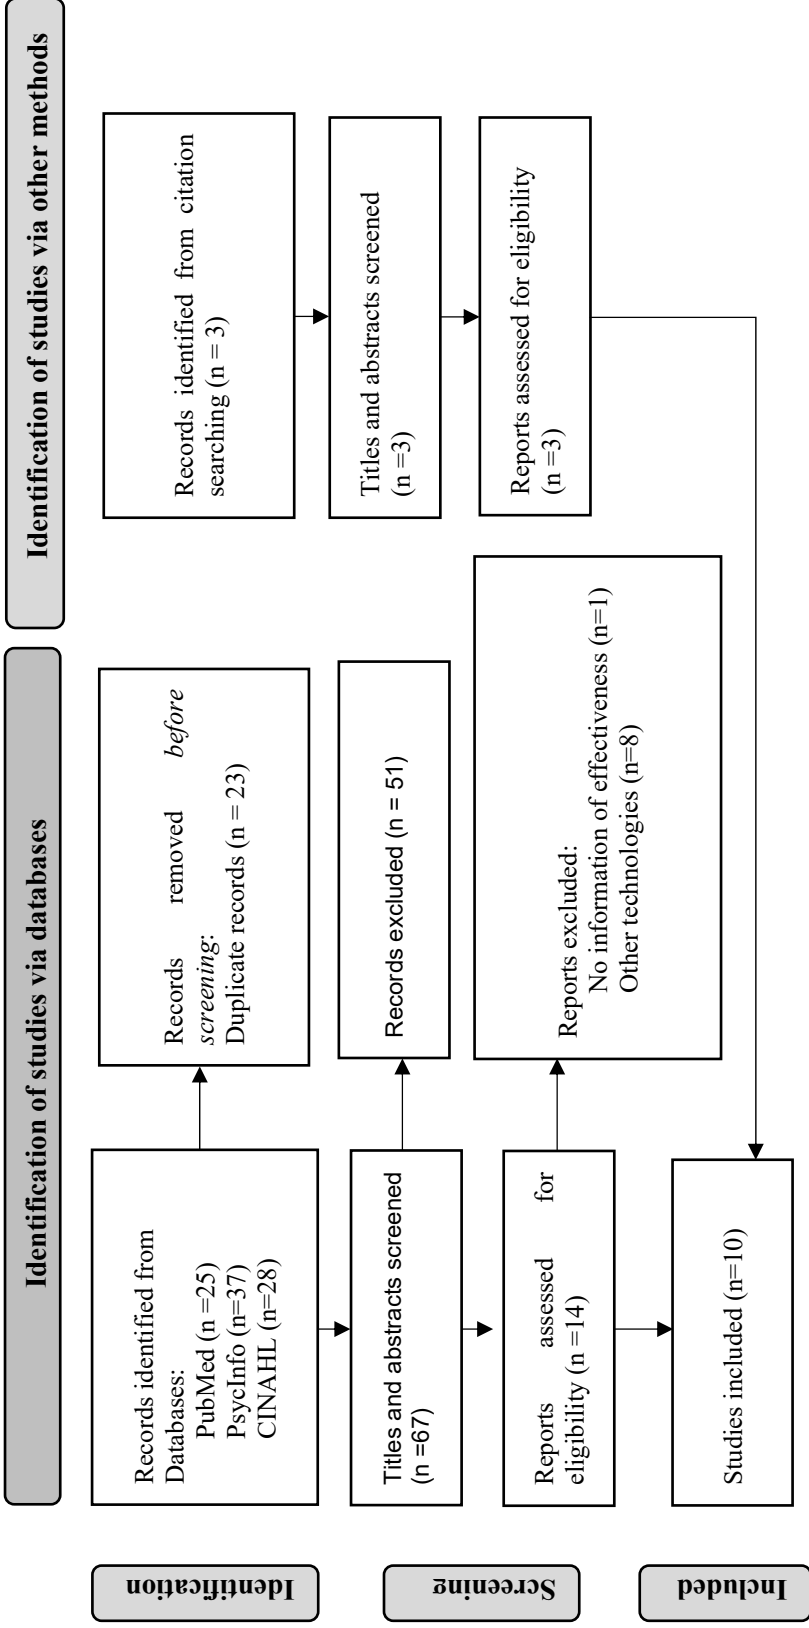 Identification of studies via databases
Identification of studies via other methods
Identification
Records identified from
Databases:
PubMed (n =25)
PsycInfo (n=37)
CINAHL (n=28)
Records removed before
screening:
Duplicate records (n = 23)
Records identified from citation
searching (n = 3)
Screening
Titles and abstracts screened
(n =67)
Records excluded (n = 51)
Titles and abstracts screened
(n =3)
Reports assessed for
eligibility (n =14)
Reports excluded:
No information of effectiveness (n=1)
Other technologies (n=8)
Reports assessed for eligibility
(n =3)
Included
Studies included (n=10)